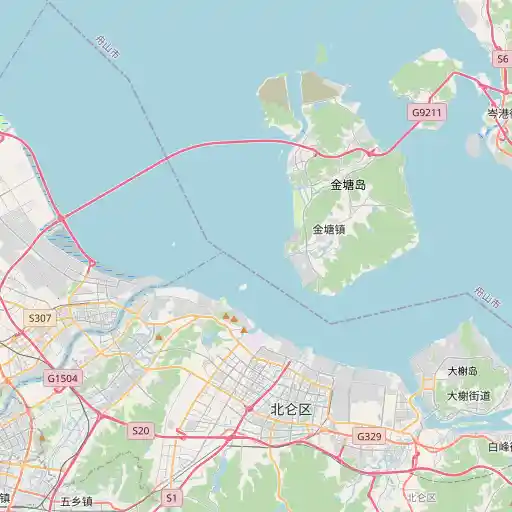 舟山市
S6
G9211
岑港街
金塘岛
金塘镇
舟山市
S307
大榭岛
G1504
大榭街道
北仑区
S20
G329
白峰街
北仑区
S1
五乡镇
镇